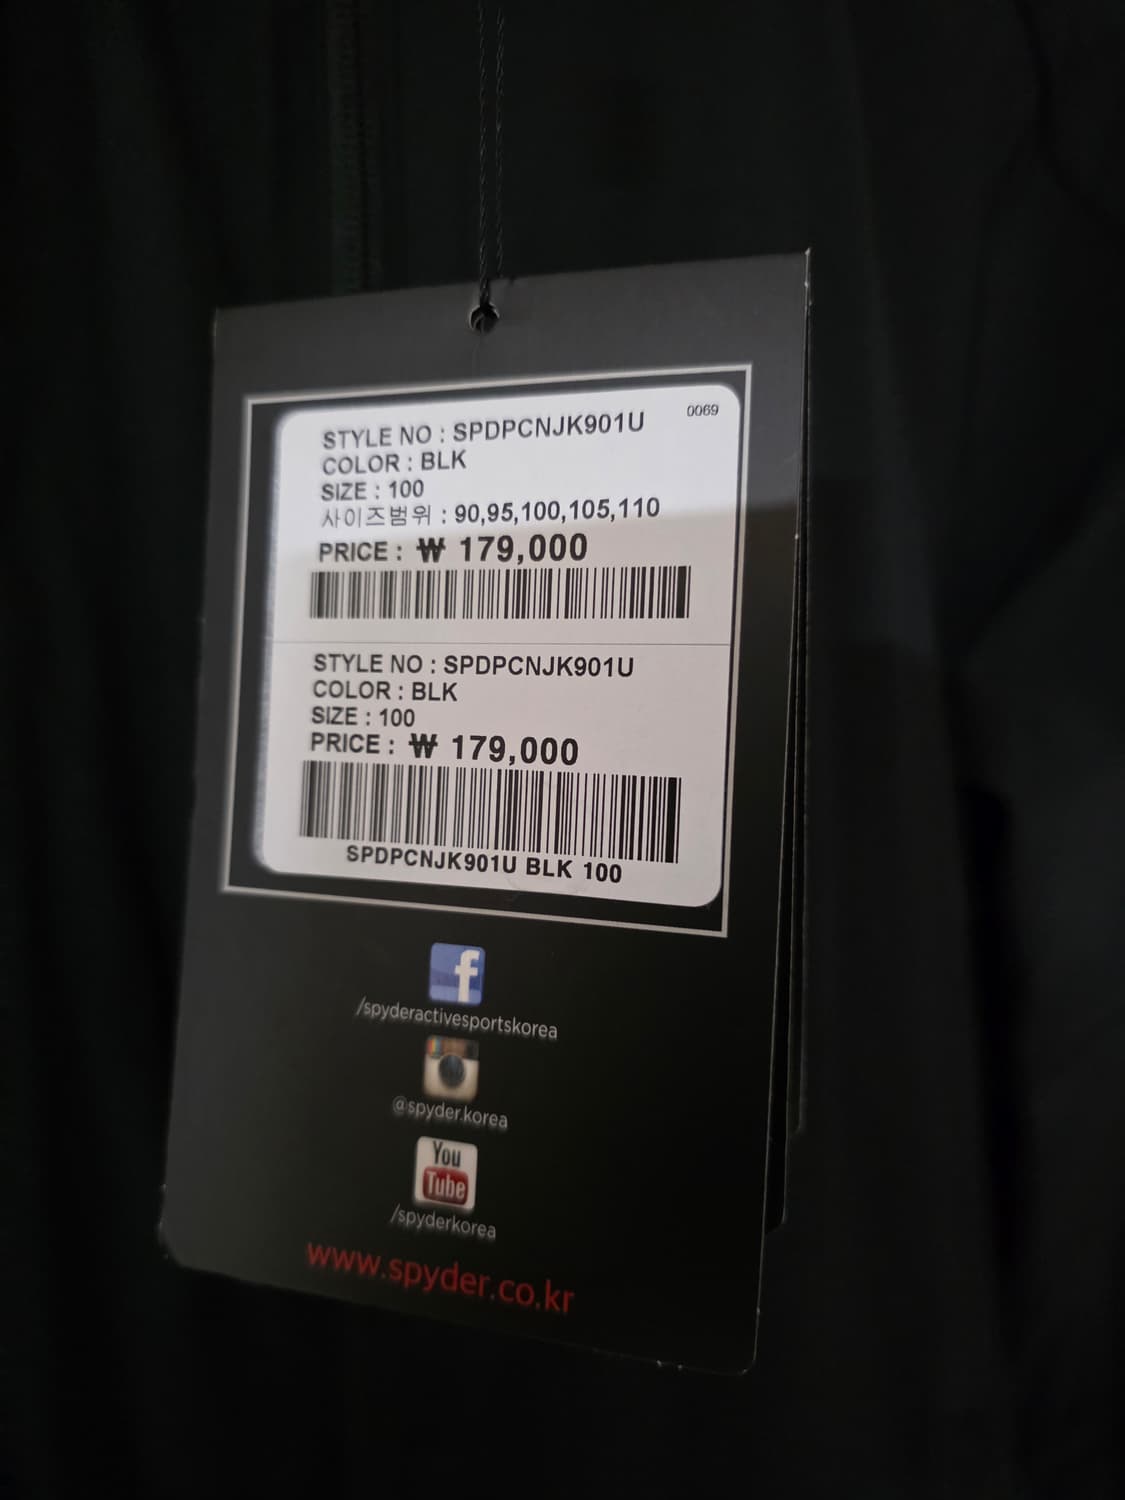 0069
STYLE NO : SPDPCNJK901U
COLOR : BLK
SIZE : 100
사이즈범위 : 90,95,100,105,110
PRICE : ₩ 179,000
STYLE NO : SPDPCNJK901U
COLOR : BLK
SIZE : 100
PRICE : ₩ 179,000
SPDPCNJK901U BLK 100
f
/spyderactivesportskorea
@spyder.korea
You
Tube
/spyderkorea
www.spyder.co.kr